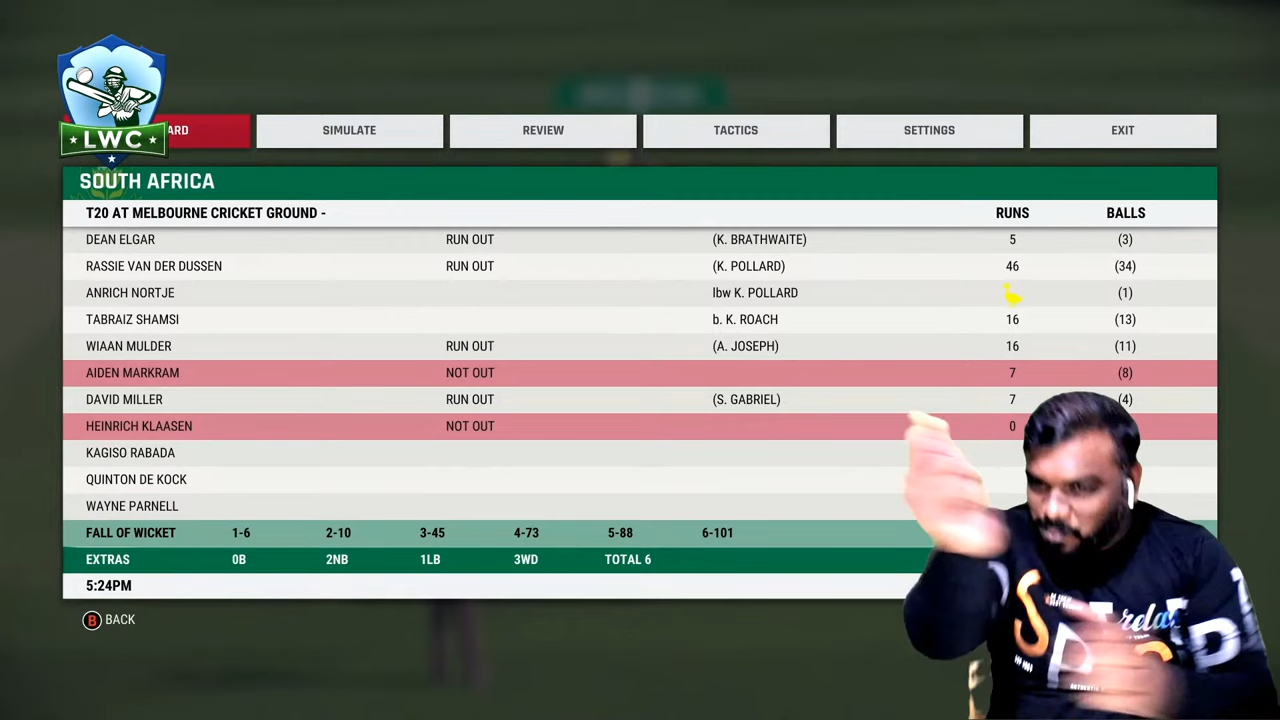 LWC
ARD SIMULATE REVIEW TACTICS SETTINGS EXIT
SOUTH AFRICA
T20 AT MELBOURNE CRICKET GROUND - RUNS BALLS
DEAN ELGAR RUN OUT (K. BRATHWAITE) 5 (3)
RASSIE VAN DER DUSSEN RUN OUT (K. POLLARD) 46 (34)
ANRICH NORTJE lbw K. POLLARD (1)
TABRAIZ SHAMSI b. K. ROACH 16 (13)
WIAAN MULDER RUN OUT (A. JOSEPH) 16 (11)
AIDEN MARKRAM NOT OUT 7 (8)
DAVID MILLER RUN OUT (S. GABRIEL) 7 (4)
HEINRICH KLAASEN NOT OUT 0
KAGISO RABADA
QUINTON DE KOCK
WAYNE PARNELL
FALL OF WICKET 1-6 2-10 3-45 4-73 5-88 6-101
EXTRAS 0B 2NB 1LB 3WD TOTAL 6
5:24PM
B BACK